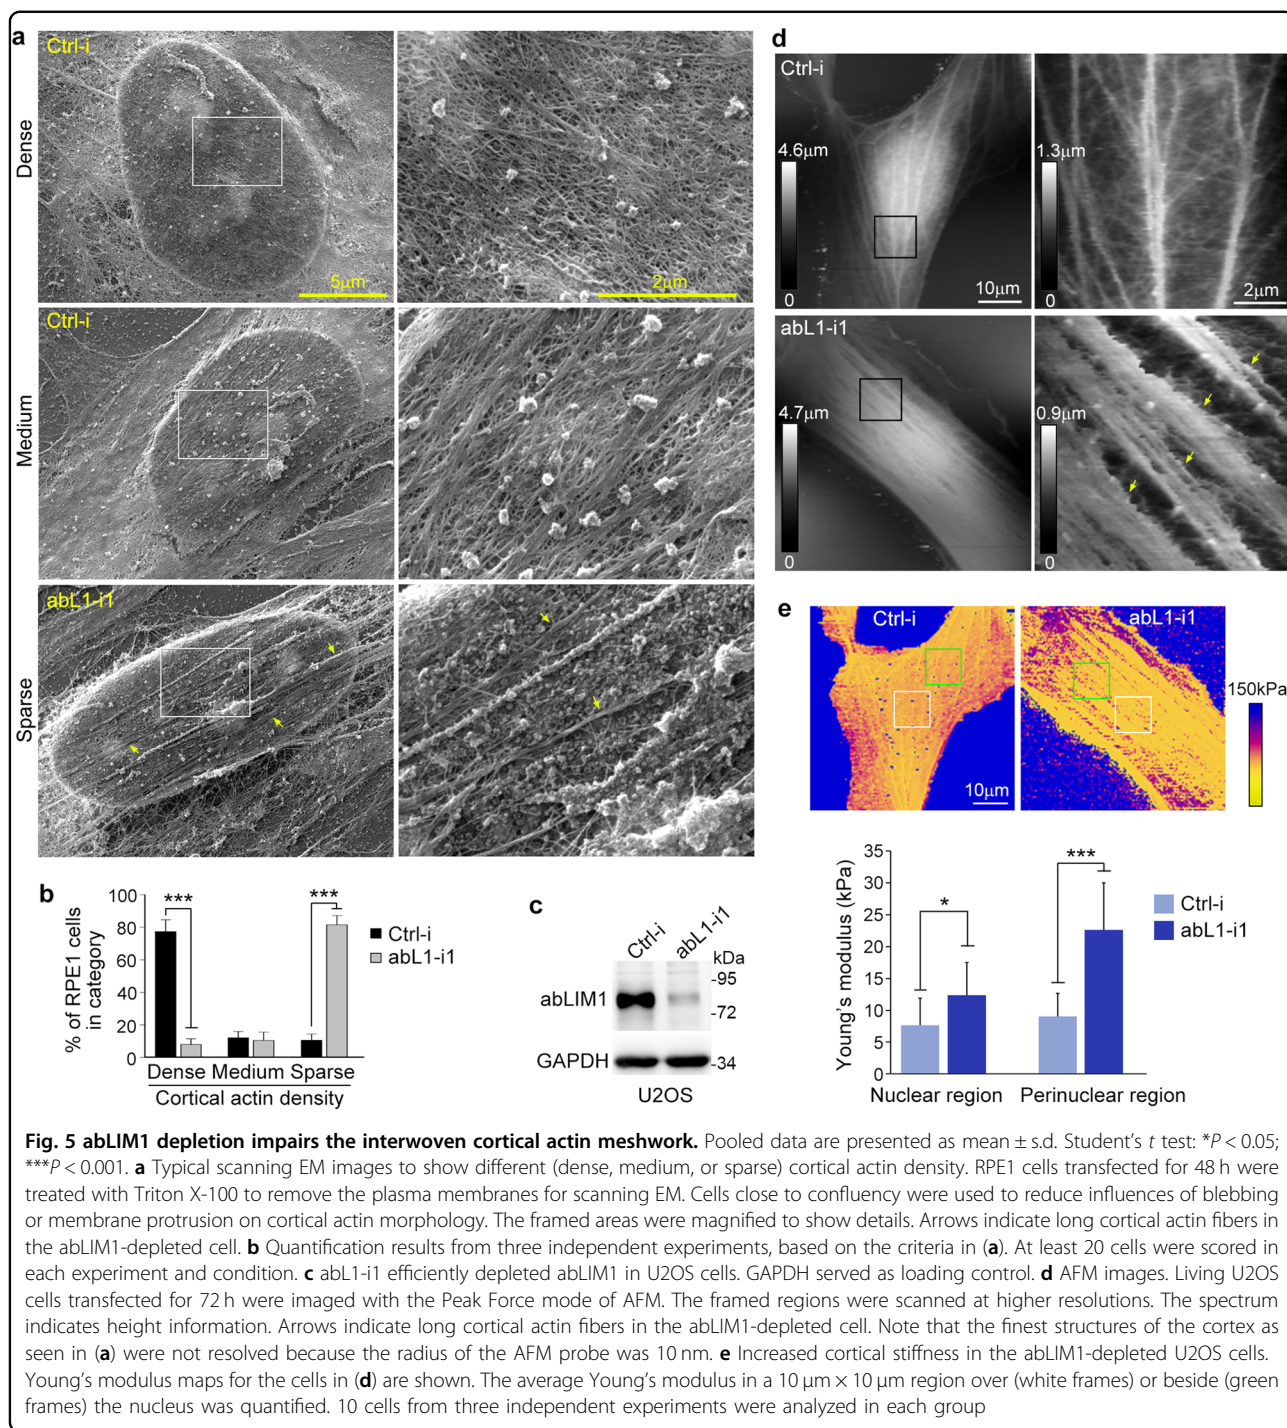 a
Ctrl-i
Dense
5µm
2µm
Ctrl-i
Medium
abL1-i1
Sparse
b
% of RPE1 cells
in category
100
80
60
40
20
0
***
***
Ctrl-i
abL1-i1
Dense Medium Sparse
Cortical actin density
c
Ctrl-i
abL1-i1
kDa
-95
abLIM1
-72
GAPDH
-34
U2OS
d
Ctrl-i
4.6µm
0
10µm
1.3µm
0
2µm
abL1-i1
4.7µm
0
0.9µm
0
e
Ctrl-i
abL1-i1
10µm
150kPa
0
Young's modulus (kPa)
35
30
25
20
15
10
5
0
*
***
Ctrl-i
abL1-i1
Nuclear region Perinuclear region
Fig. 5 abLIM1 depletion impairs the interwoven cortical actin meshwork. Pooled data are presented as mean ± s.d. Student's t test: *P < 0.05;
***P < 0.001. a Typical scanning EM images to show different (dense, medium, or sparse) cortical actin density. RPE1 cells transfected for 48 h were
treated with Triton X-100 to remove the plasma membranes for scanning EM. Cells close to confluency were used to reduce influences of blebbing
or membrane protrusion on cortical actin morphology. The framed areas were magnified to show details. Arrows indicate long cortical actin fibers in
the abLIM1-depleted cell. b Quantification results from three independent experiments, based on the criteria in (a). At least 20 cells were scored in
each experiment and condition. c abL1-i1 efficiently depleted abLIM1 in U2OS cells. GAPDH served as loading control. d AFM images. Living U2OS
cells transfected for 72 h were imaged with the Peak Force mode of AFM. The framed regions were scanned at higher resolutions. The spectrum
indicates height information. Arrows indicate long cortical actin fibers in the abLIM1-depleted cell. Note that the finest structures of the cortex as
seen in (a) were not resolved because the radius of the AFM probe was 10 nm. e Increased cortical stiffness in the abLIM1-depleted U2OS cells.
Young's modulus maps for the cells in (d) are shown. The average Young's modulus in a 10 µm × 10 µm region over (white frames) or beside (green
frames) the nucleus was quantified. 10 cells from three independent experiments were analyzed in each group